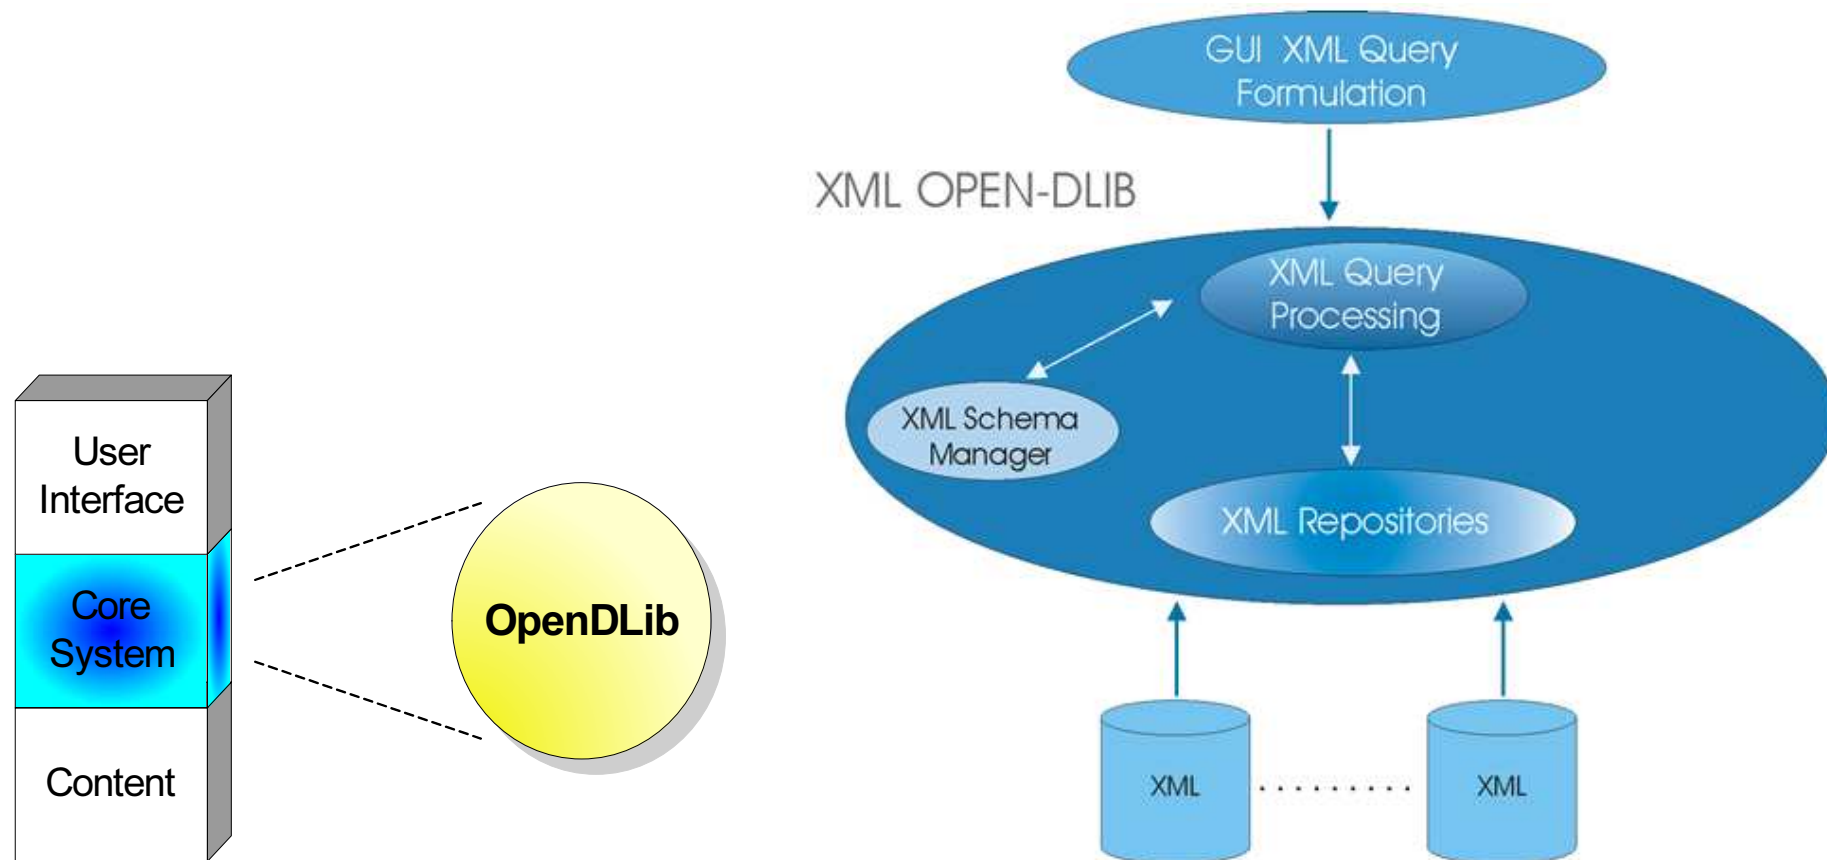 User
Interface
Core
System
Content
OpenDLib
GUI XML Query
Formulation
XML OPEN-DLIB
XML Query
Processing
XML Schema
Manager
XML Repositories
XML
XML